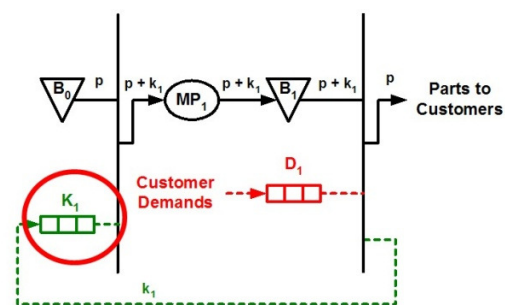 B0
p
p + k1
MP1
p + k1
B1
p + k1
p
Parts to
Customers
K1
Customer
Demands
D1
k1